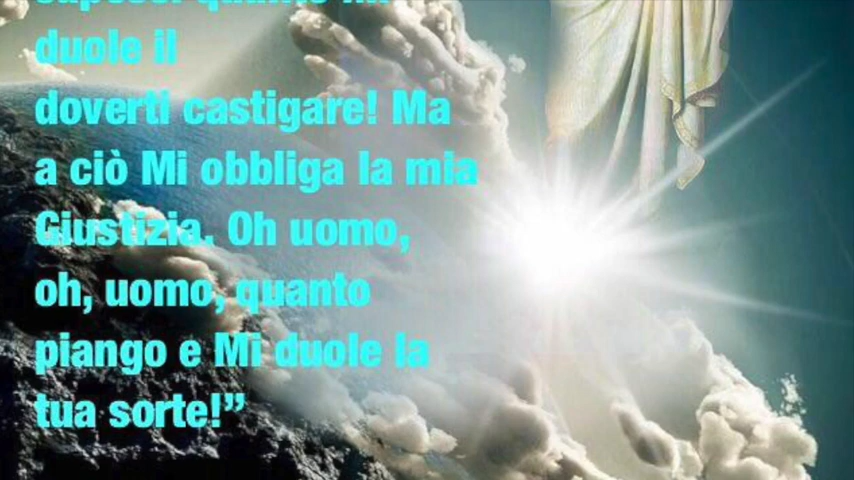 duole il
doverti castigare! Ma
a ciò Mi obbliga la mia
Giustizia. Oh uomo,
oh, uomo, quanto
piango e Mi duole la
tua sorte!”